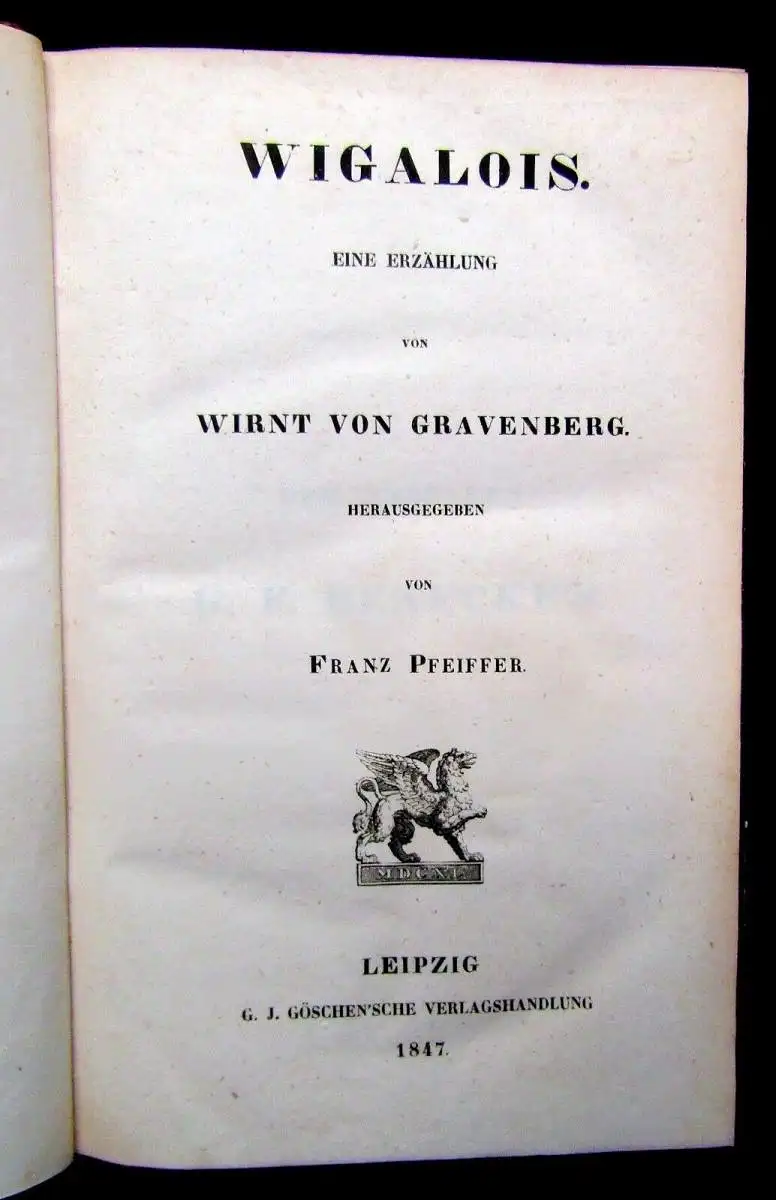 WIGALOIS.
EINE ERZÄHLUNG
VON
WIRNT VON GRAVENBERG.
HERAUSGEGEBEN
VON
FRANZ PFEIFFER.
LEIPZIG
G. J. GÖSCHEN'SCHE VERLAGSHANDLUNG
1847.